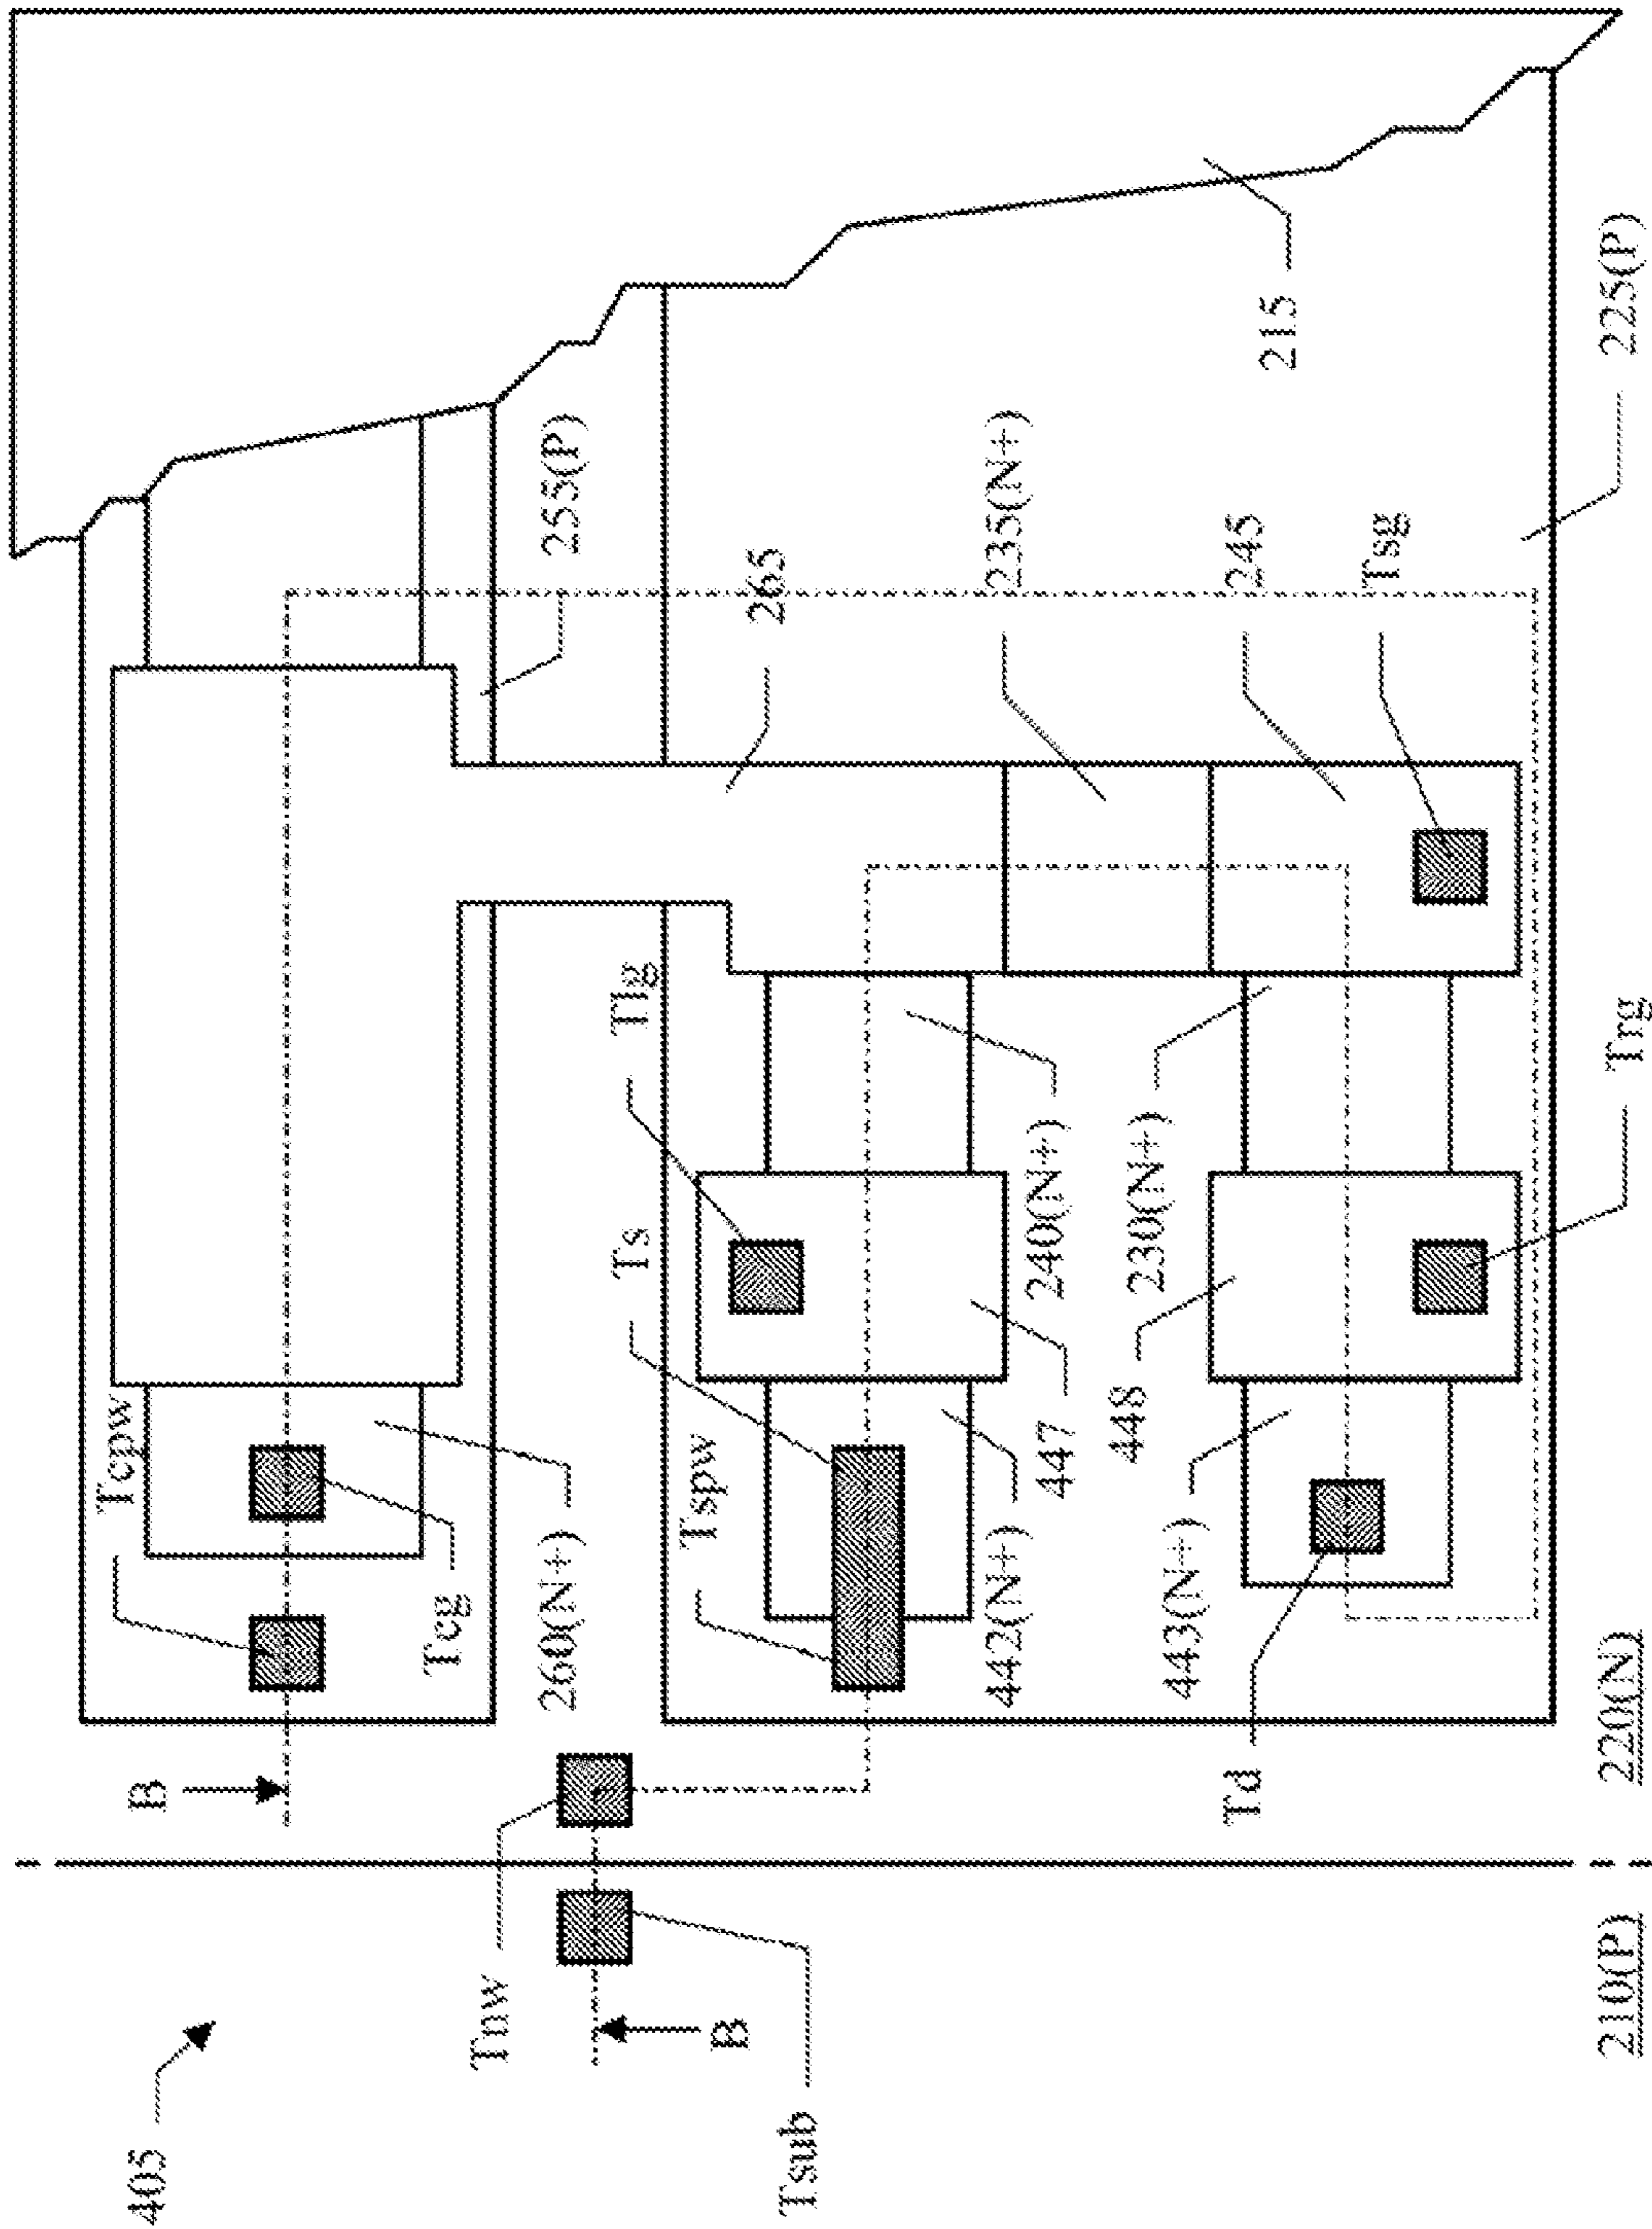 405
Tsub
B
Tnw
B
210(P)
220(N)
Td
Tcpw
Tcg
260(N+)
Tspw
Ts
442(N+)
443(N+)
447
448
Tlg
240(N+)
230(N+)
Trg
265
255(P)
235(N+)
245
Tsg
215
225(P)